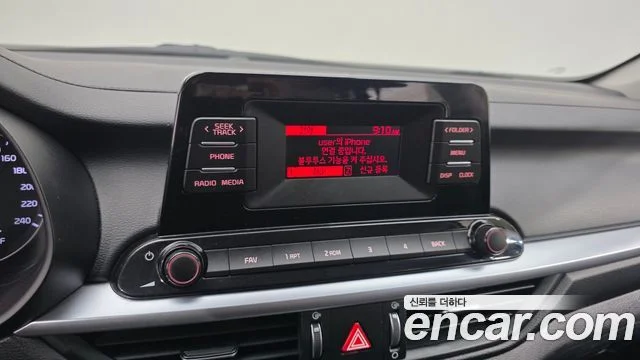 160
180
200
220
240
F
< SEEK TRACK >
PHONE
RADIO MEDIA
9:10 AM
user의 iPhone
연결 중입니다.
블루투스 기능을 켜 주십시오.
2 신규 등록
< FOLDER >
MENU
DISP CLOCK
FAV
1 RPT
2 RDM
3
4
BACK
신뢰를 더하다
encar.com